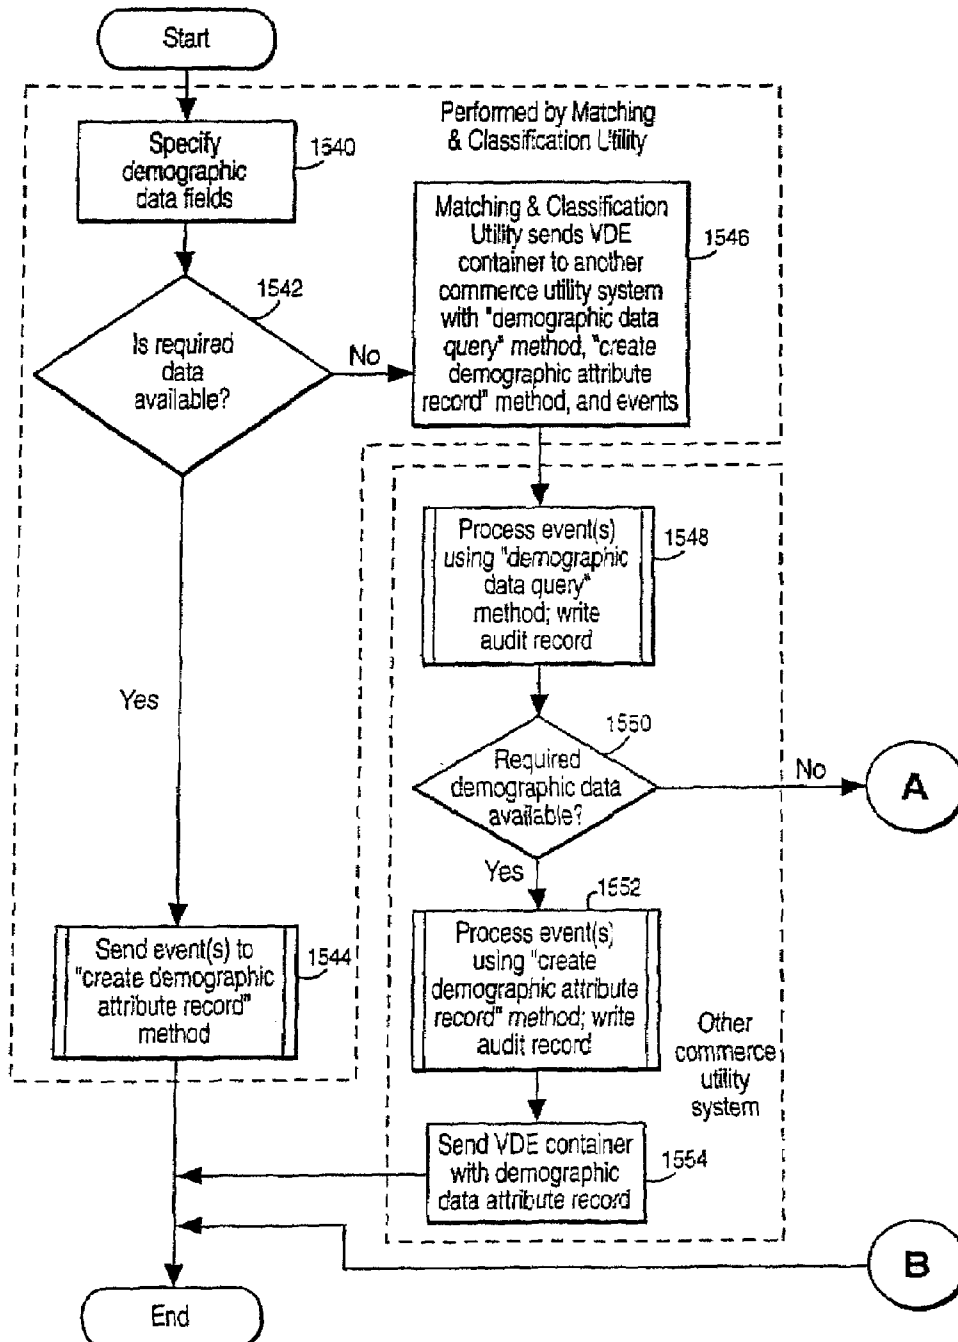 Start
Performed by Matching
& Classification Utility
Specify
demographic
data fields
1540
Matching & Classification
Utility sends VDE
container to another
commerce utility system
with "demographic data
query" method, "create
demographic attribute
record" method, and events
1546
1542
Is required
data
available?
No
Process event(s)
using "demographic
data query"
method; write
audit record
1548
Yes
1550
Required
demographic data
available?
No
A
Yes
1552
Process event(s)
using "create
demographic attribute
record" method; write
audit record
Send event(s) to
"create demographic
attribute record"
method
1544
Other
commerce
utility
system
Send VDE container
with demographic
data attribute record
1554
B
End